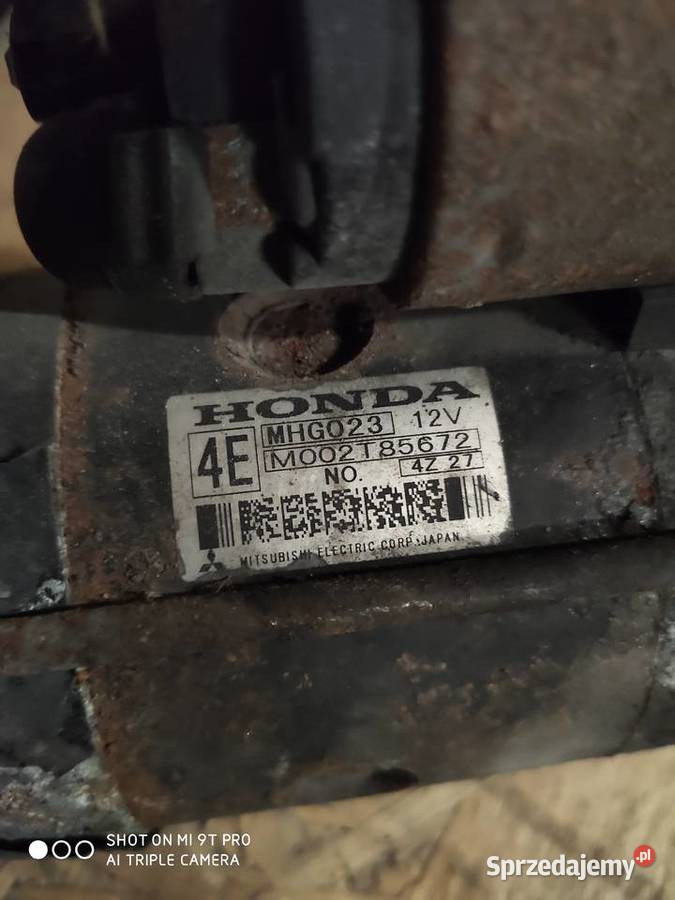 HONDA
4E
MHG023 12V
M002T85672
NO. 4Z 27
MITSUBISHI ELECTRIC CORP. JAPAN
SHOT ON MI 9T PRO
AI TRIPLE CAMERA
Sprzedajemy.pl